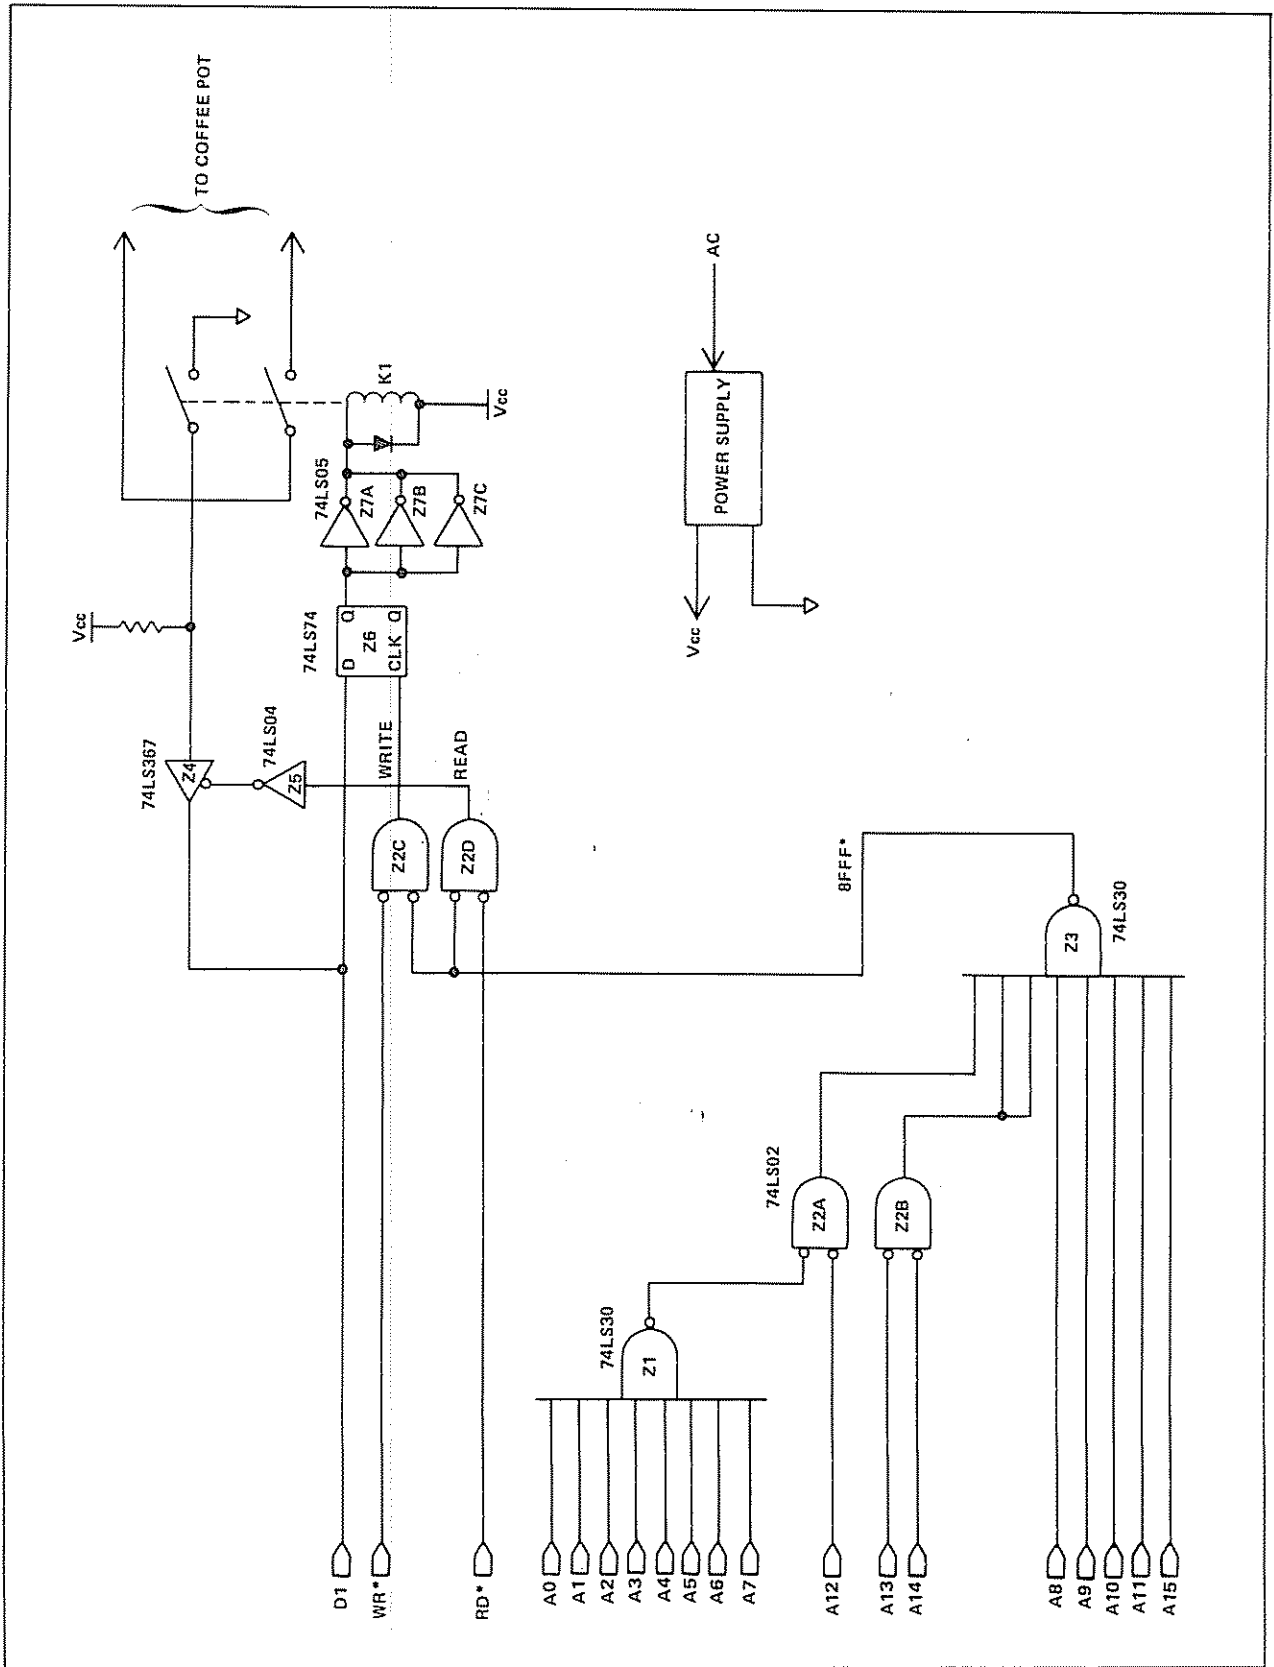 TO COFFEE POT
Vcc
74LS367
Z4
74LS04
Z5
74LS74
D
Q
Z6
CLK
Q
74LS05
Z7A
Z7B
Z7C
K1
Vcc
WRITE
READ
Z2C
Z2D
D1
WR*
RD*
8FFF*
AC
POWER SUPPLY
Vcc
A0
A1
A2
A3
A4
A5
A6
A7
74LS30
Z1
A12
A13
A14
74LS02
Z2A
Z2B
A8
A9
A10
A11
A15
Z3
74LS30